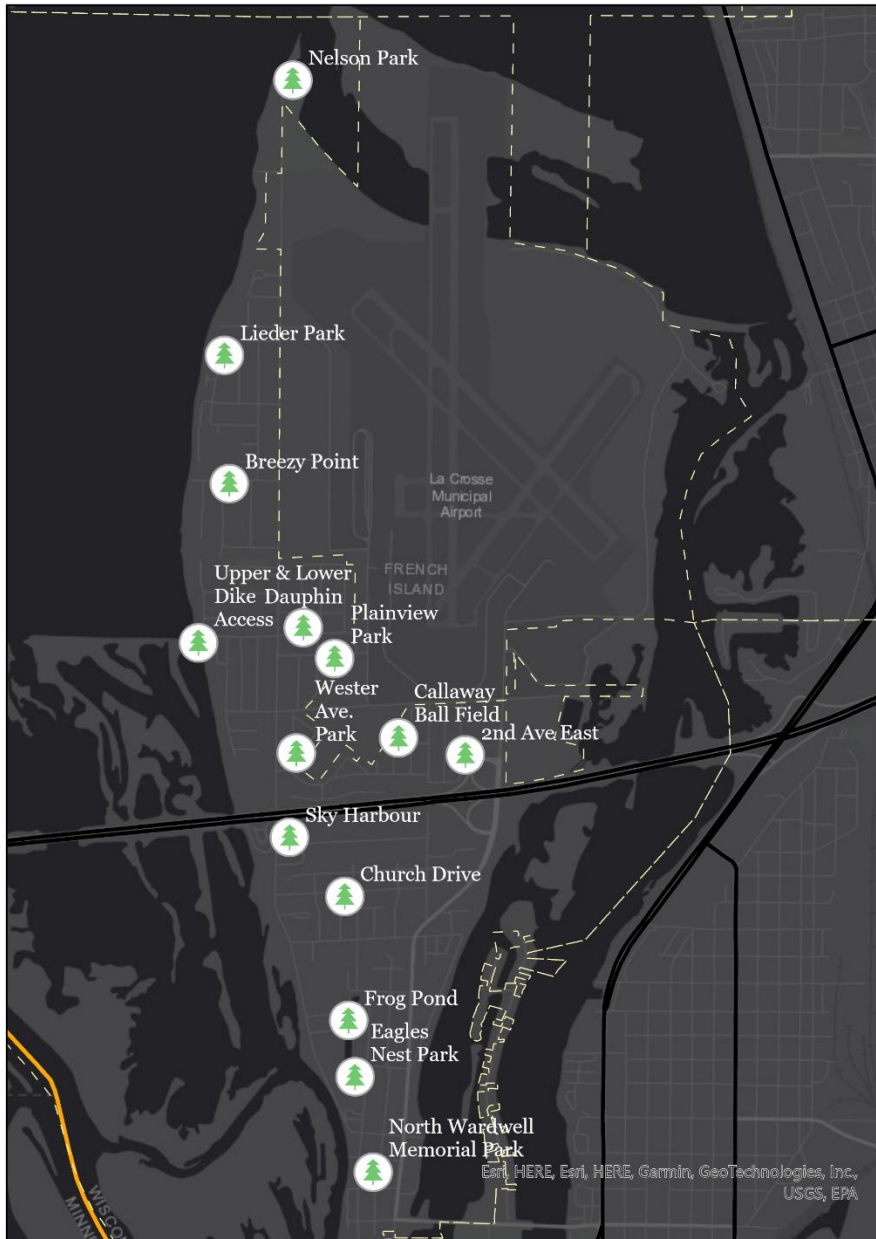 Nelson Park
Lieder Park
Breezy Point
La Crosse
Municipal
Airport
FRENCH
ISLAND
Upper & Lower
Dike
Access
Dauphin
Plainview
Park
Wester
Ave.
Park
Callaway
Ball Field
2nd Ave East
Sky Harbour
Church Drive
Frog Pond
Eagles
Nest Park
North Wardwell
Memorial Park
Esri, HERE, Esri, HERE, Garmin, GeoTechnologies, Inc.,
USGS, EPA